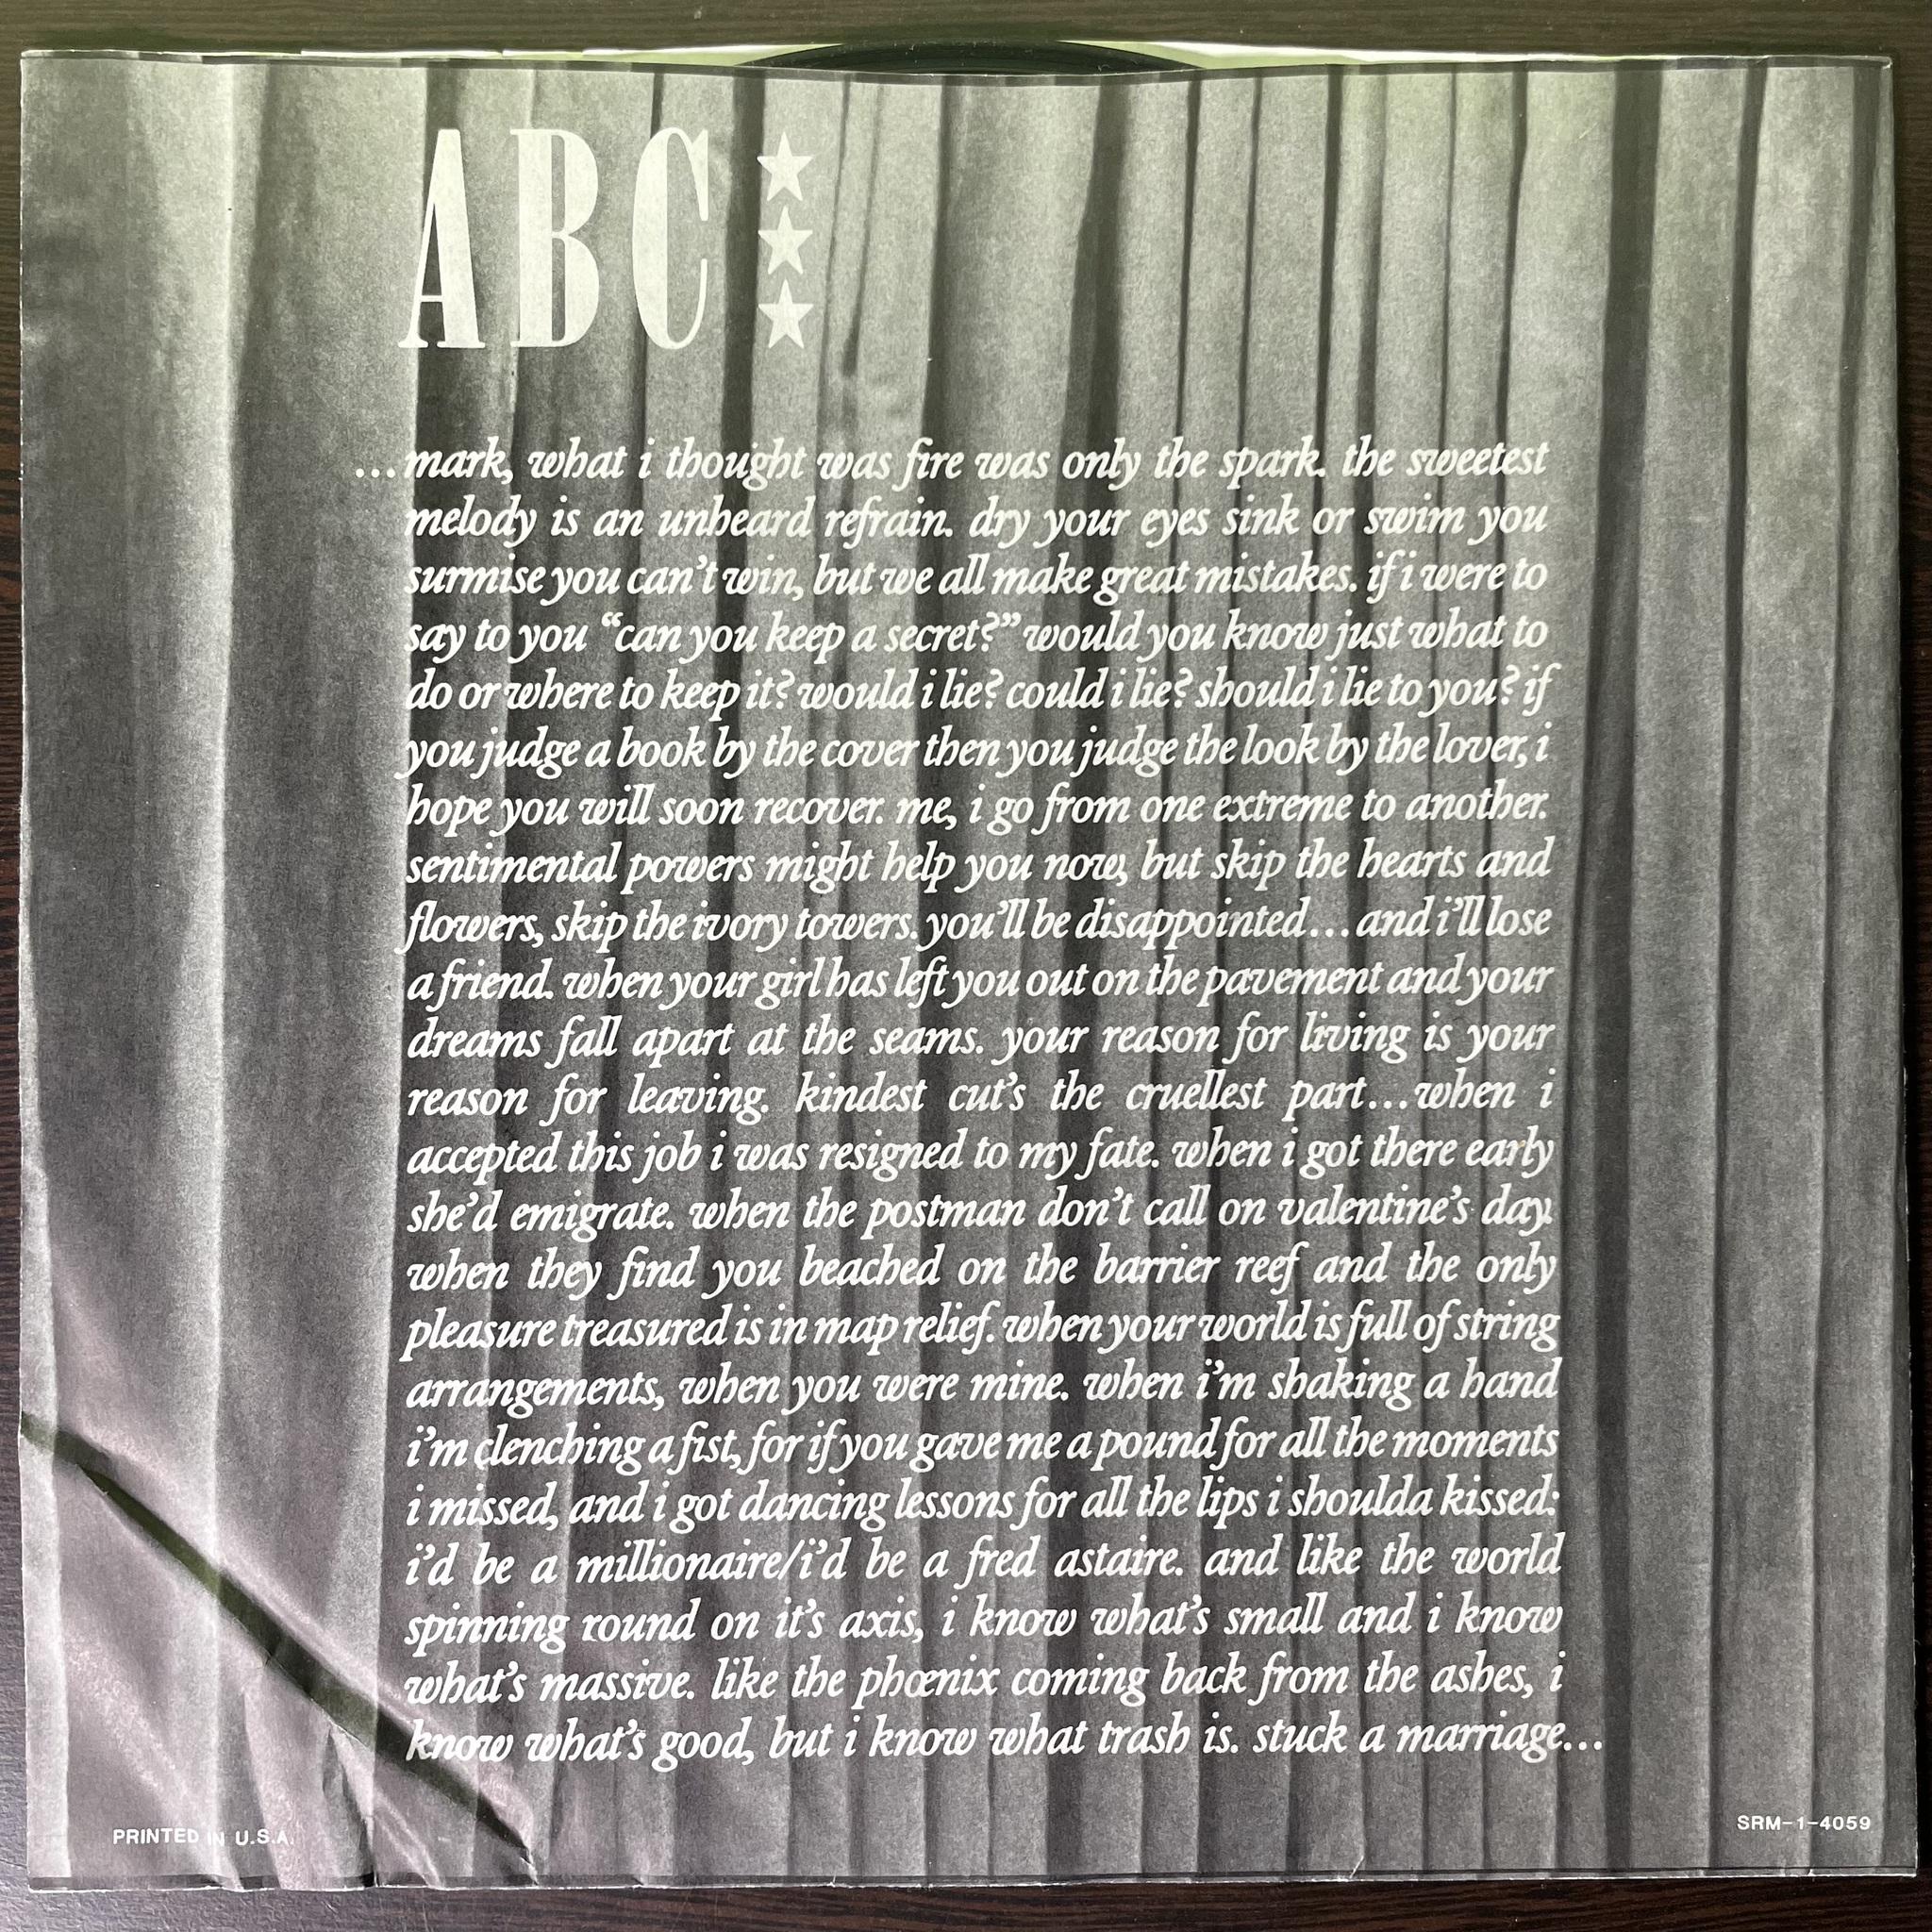 ABC
...mark, what i thought was fire was only the spark. the sweetest
melody is an unheard refrain. dry your eyes sink or swim you
surmise you can't win, but we all make great mistakes. if i were to
say to you “can you keep a secret?” would you know just what to
do or where to keep it? would i lie? could i lie? should i lie to you? if
you judge a book by the cover then you judge the look by the lover, i
hope you will soon recover. me, i go from one extreme to another.
sentimental powers might help you now, but skip the hearts and
flowers, skip the ivory towers. you'll be disappointed...and i'll lose
a friend. when your girl has left you out on the pavement and your
dreams fall apart at the seams. your reason for living is your
reason for leaving. kindest cut's the cruellest part...when i
accepted this job i was resigned to my fate. when i got there early
she'd emigrate. when the postman don't call on valentine's day.
when they find you beached on the barrier reef and the only
pleasure treasured is in map relief. when your world is full of string
arrangements, when you were mine. when i'm shaking a hand
i'm clenching a fist, for if you gave me a pound for all the moments
i missed, and i got dancing lessons for all the lips i shoulda kissed:
i'd be a millionaire/i'd be a fred astaire. and like the world
spinning round on it's axis, i know what's small and i know
what's massive. like the phœnix coming back from the ashes, i
know what's good, but i know what trash is. stuck a marriage...
PRINTED IN U.S.A.
SRM-1-4059